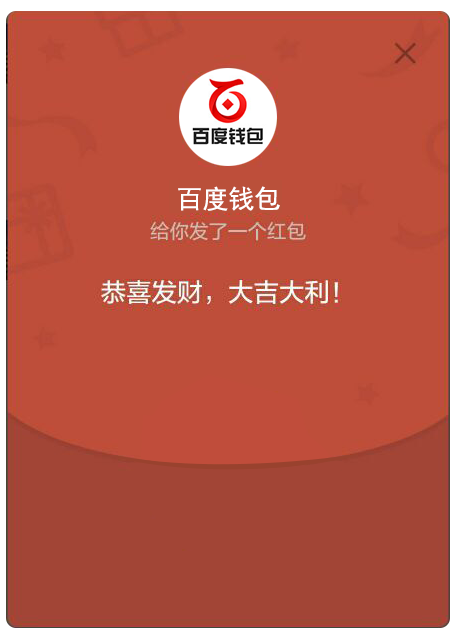 百度钱包
百度钱包
给你发了一个红包
恭喜发财，大吉大利！